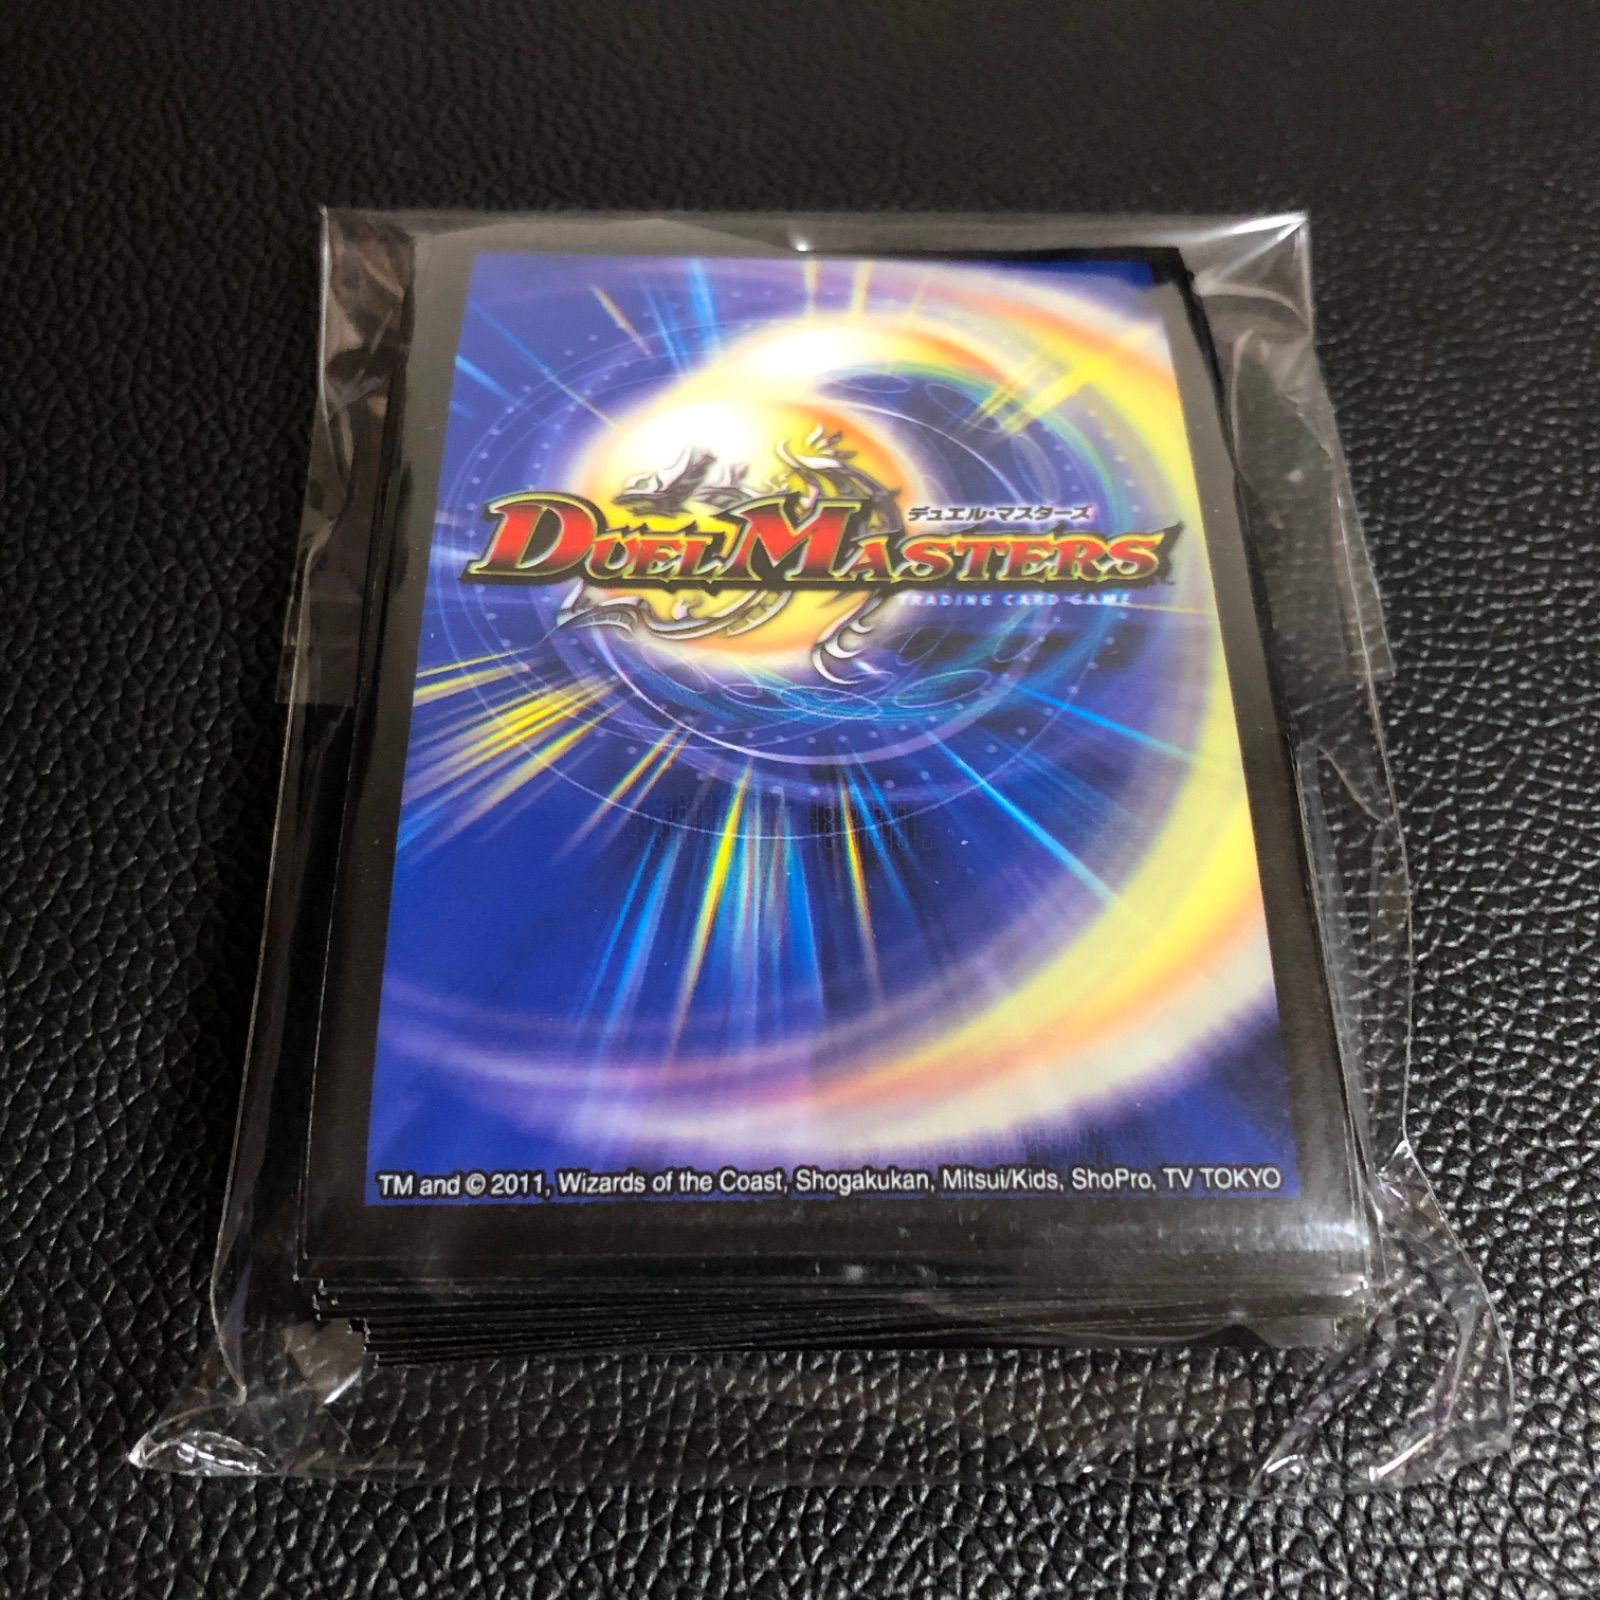 デュエル・マスターズ
DUEL MASTERS™
TRADING CARD GAME
TM and © 2011, Wizards of the Coast, Shogakukan, Mitsui/Kids, ShoPro, TV TOKYO